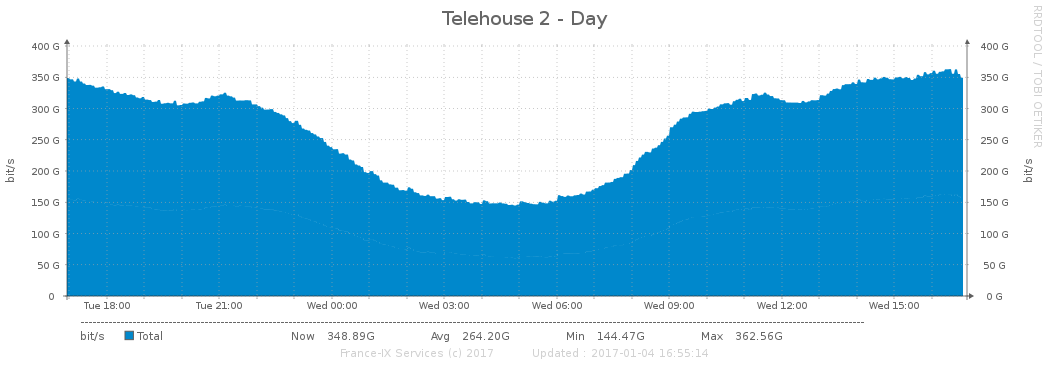 Telehouse 2 - Day
RRDTOOL / TOBI OETIKER
400 G 400 G
350 G 350 G
300 G 300 G
250 G 250 G
200 G 200 G
150 G 150 G
100 G 100 G
50 G 50 G
0 0 G
bit/s bit/s
Tue 18:00 Tue 21:00 Wed 00:00 Wed 03:00 Wed 06:00 Wed 09:00 Wed 12:00 Wed 15:00
bit/s Total Now 348.89G Avg 264.20G Min 144.47G Max 362.56G
France-IX Services (c) 2017 Updated : 2017-01-04 16:55:14